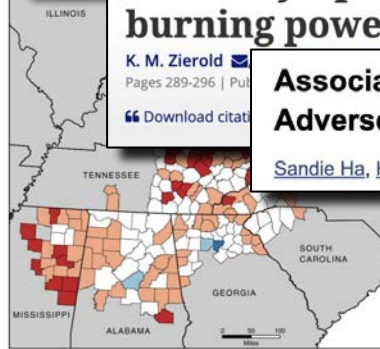 burning powe
K. M. Zierold
Pages 289-296 | Pub
Download citati
Associa
Advers
Sandie Ha,
ILLINOIS
TENNESSEE
SOUTH
CAROLINA
GEORGIA
MISSISSIPPI
ALABAMA
0 50 100
Miles